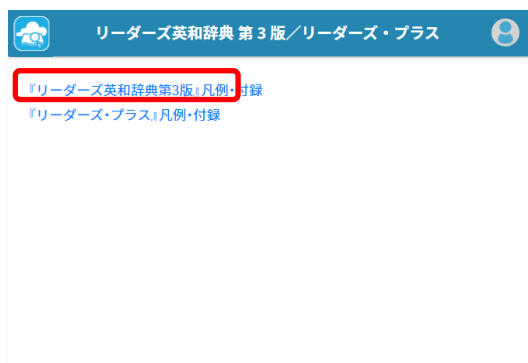 リーダーズ英和辞典 第3版／リーダーズ・プラス
『リーダーズ英和辞典第3版』凡例・付録
『リーダーズ・プラス』凡例・付録